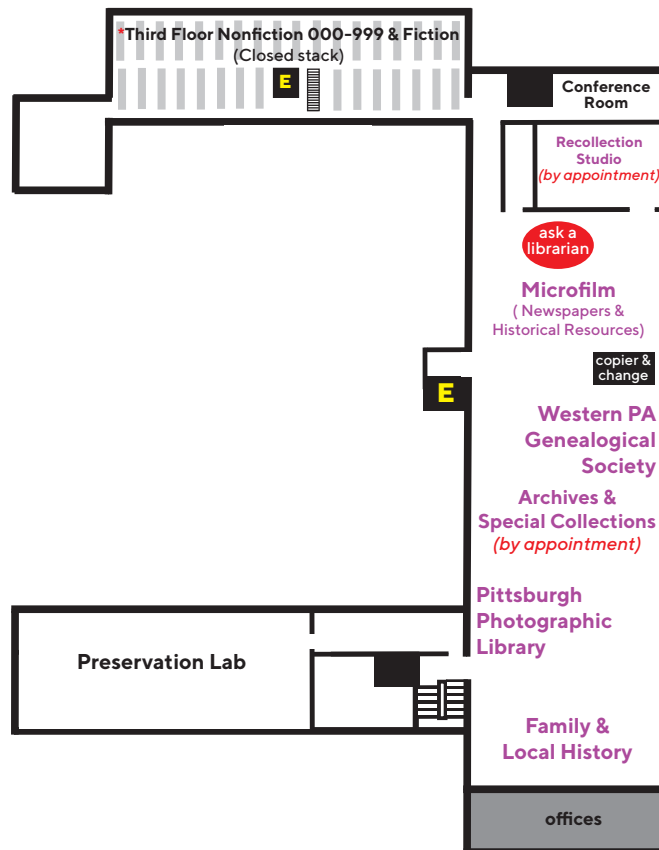 *Third Floor Nonfiction 000-999 & Fiction
(Closed stack)
E
Conference
Room
Recollection
Studio
(by appointment)
ask a
librarian
Microfilm
( Newspapers &
Historical Resources)
copier &
change
E
Western PA
Genealogical
Society
Archives &
Special Collections
(by appointment)
Pittsburgh
Photographic
Library
Preservation Lab
Family &
Local History
offices